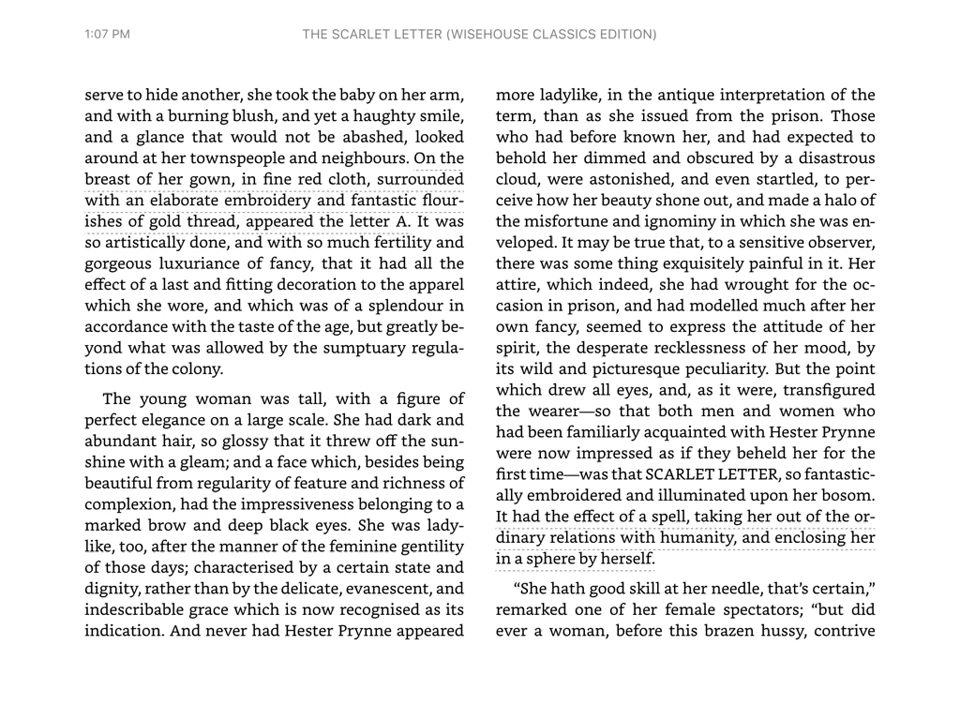 1:07 PM
THE SCARLET LETTER (WISEHOUSE CLASSICS EDITION)
serve to hide another, she took the baby on her arm,
and with a burning blush, and yet a haughty smile,
and a glance that would not be abashed, looked
around at her townspeople and neighbours. On the
breast of her gown, in fine red cloth, surrounded
with an elaborate embroidery and fantastic flour-
ishes of gold thread, appeared the letter A. It was
so artistically done, and with so much fertility and
gorgeous luxuriance of fancy, that it had all the
effect of a last and fitting decoration to the apparel
which she wore, and which was of a splendour in
accordance with the taste of the age, but greatly be-
yond what was allowed by the sumptuary regula-
tions of the colony.
The young woman was tall, with a figure of
perfect elegance on a large scale. She had dark and
abundant hair, so glossy that it threw off the sun-
shine with a gleam; and a face which, besides being
beautiful from regularity of feature and richness of
complexion, had the impressiveness belonging to a
marked brow and deep black eyes. She was lady-
like, too, after the manner of the feminine gentility
of those days; characterised by a certain state and
dignity, rather than by the delicate, evanescent, and
indescribable grace which is now recognised as its
indication. And never had Hester Prynne appeared
more ladylike, in the antique interpretation of the
term, than as she issued from the prison. Those
who had before known her, and had expected to
behold her dimmed and obscured by a disastrous
cloud, were astonished, and even startled, to per-
ceive how her beauty shone out, and made a halo of
the misfortune and ignominy in which she was en-
veloped. It may be true that, to a sensitive observer,
there was some thing exquisitely painful in it. Her
attire, which indeed, she had wrought for the oc-
casion in prison, and had modelled much after her
own fancy, seemed to express the attitude of her
spirit, the desperate recklessness of her mood, by
its wild and picturesque peculiarity. But the point
which drew all eyes, and, as it were, transfigured
the wearer—so that both men and women who
had been familiarly acquainted with Hester Prynne
were now impressed as if they beheld her for the
first time—was that SCARLET LETTER, so fantastic-
ally embroidered and illuminated upon her bosom.
It had the effect of a spell, taking her out of the or-
dinary relations with humanity, and enclosing her
in a sphere by herself.
“She hath good skill at her needle, that’s certain,”
remarked one of her female spectators; “but did
ever a woman, before this brazen hussy, contrive